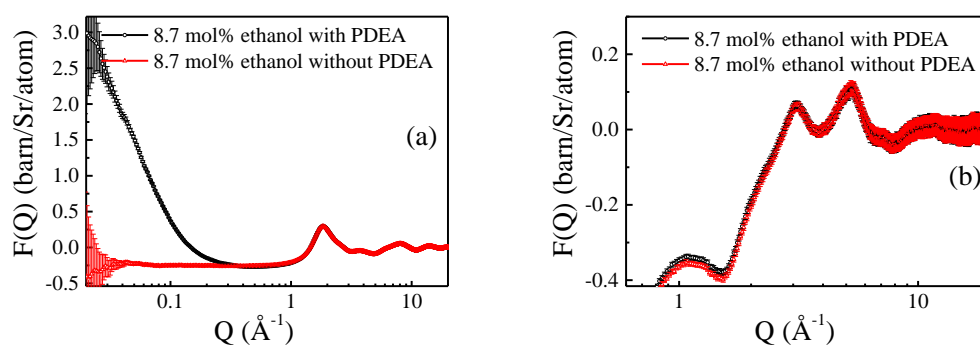 3.0
2.5
2.0
1.5
1.0
0.5
0.0
-0.5
F(Q) (barn/Sr/atom)
8.7 mol% ethanol with PDEA
8.7 mol% ethanol without PDEA
(a)
0.1
1
10
Q (Å-1)
0.2
0.0
-0.2
-0.4
F(Q) (barn/Sr/atom)
8.7 mol% ethanol with PDEA
8.7 mol% ethanol without PDEA
(b)
1
10
Q (Å-1)